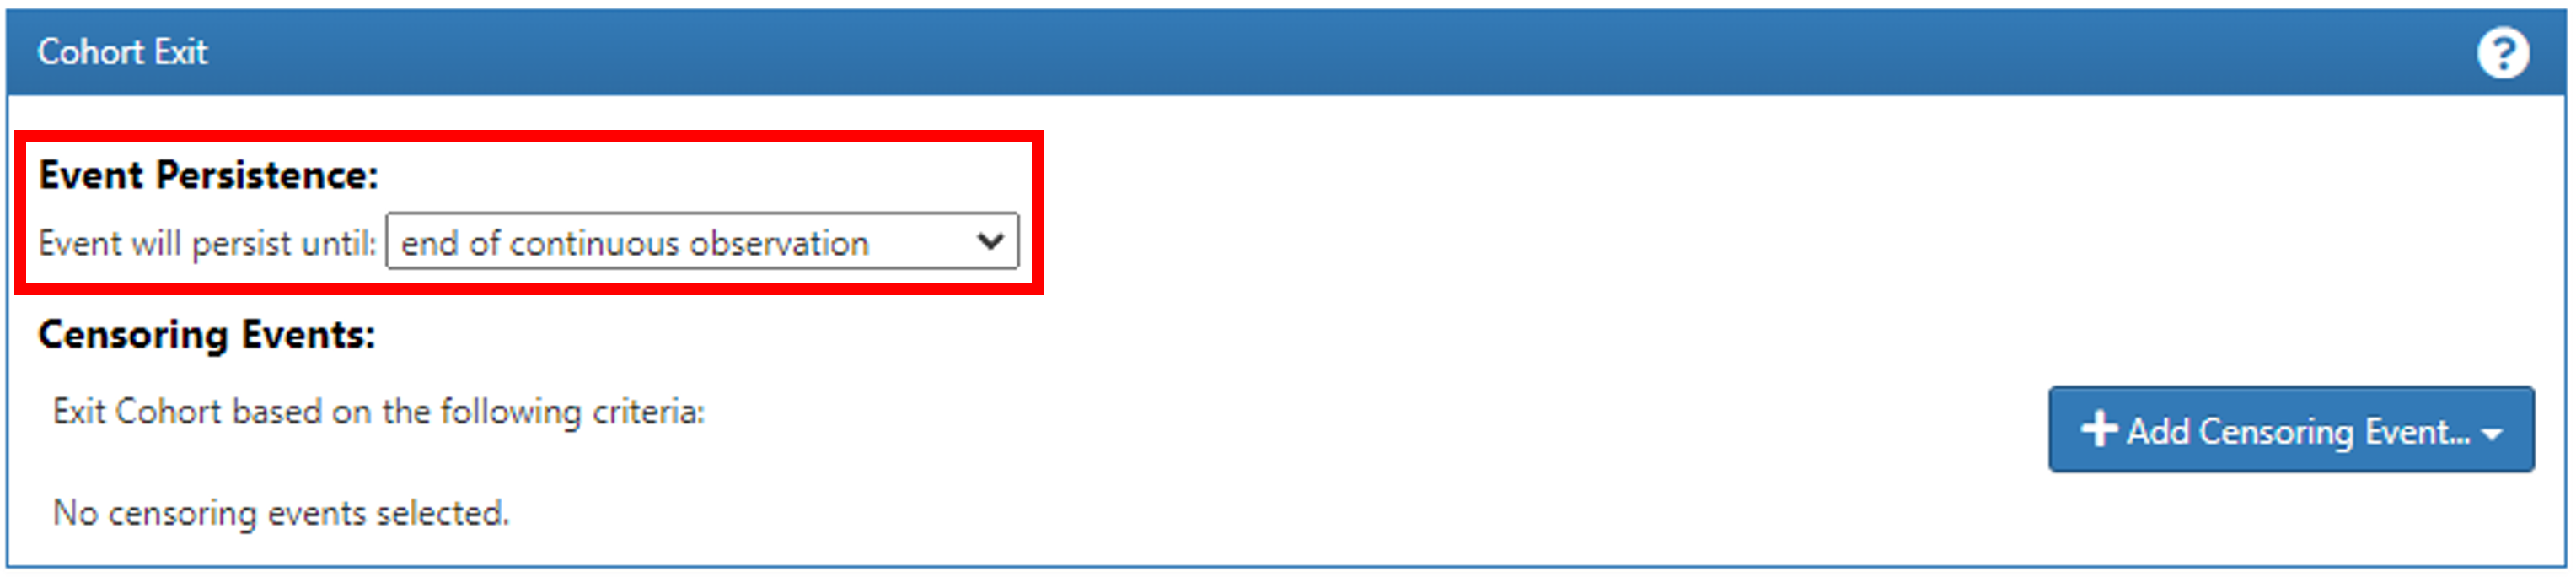 Cohort Exit
?
Event Persistence:
Event will persist until: end of continuous observation
Censoring Events:
Exit Cohort based on the following criteria:
+ Add Censoring Event...
No censoring events selected.